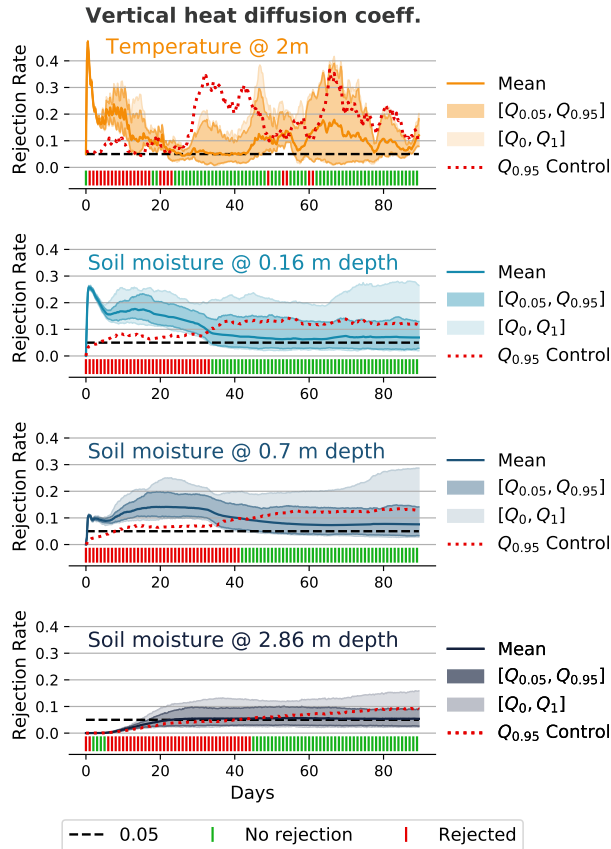 Vertical heat diffusion coeff.
Temperature @ 2m
Rejection Rate
0.4
0.3
0.2
0.1
0.0
0
20
40
60
80
Mean
[Q0.05, Q0.95]
[Q0, Q1]
Q0.95 Control
Soil moisture @ 0.16 m depth
Rejection Rate
0.4
0.3
0.2
0.1
0.0
0
20
40
60
80
Mean
[Q0.05, Q0.95]
[Q0, Q1]
Q0.95 Control
Soil moisture @ 0.7 m depth
Rejection Rate
0.4
0.3
0.2
0.1
0.0
0
20
40
60
80
Mean
[Q0.05, Q0.95]
[Q0, Q1]
Q0.95 Control
Soil moisture @ 2.86 m depth
Rejection Rate
0.4
0.3
0.2
0.1
0.0
0
20
40
60
80
Days
Mean
[Q0.05, Q0.95]
[Q0, Q1]
Q0.95 Control
0.05
No rejection
Rejected